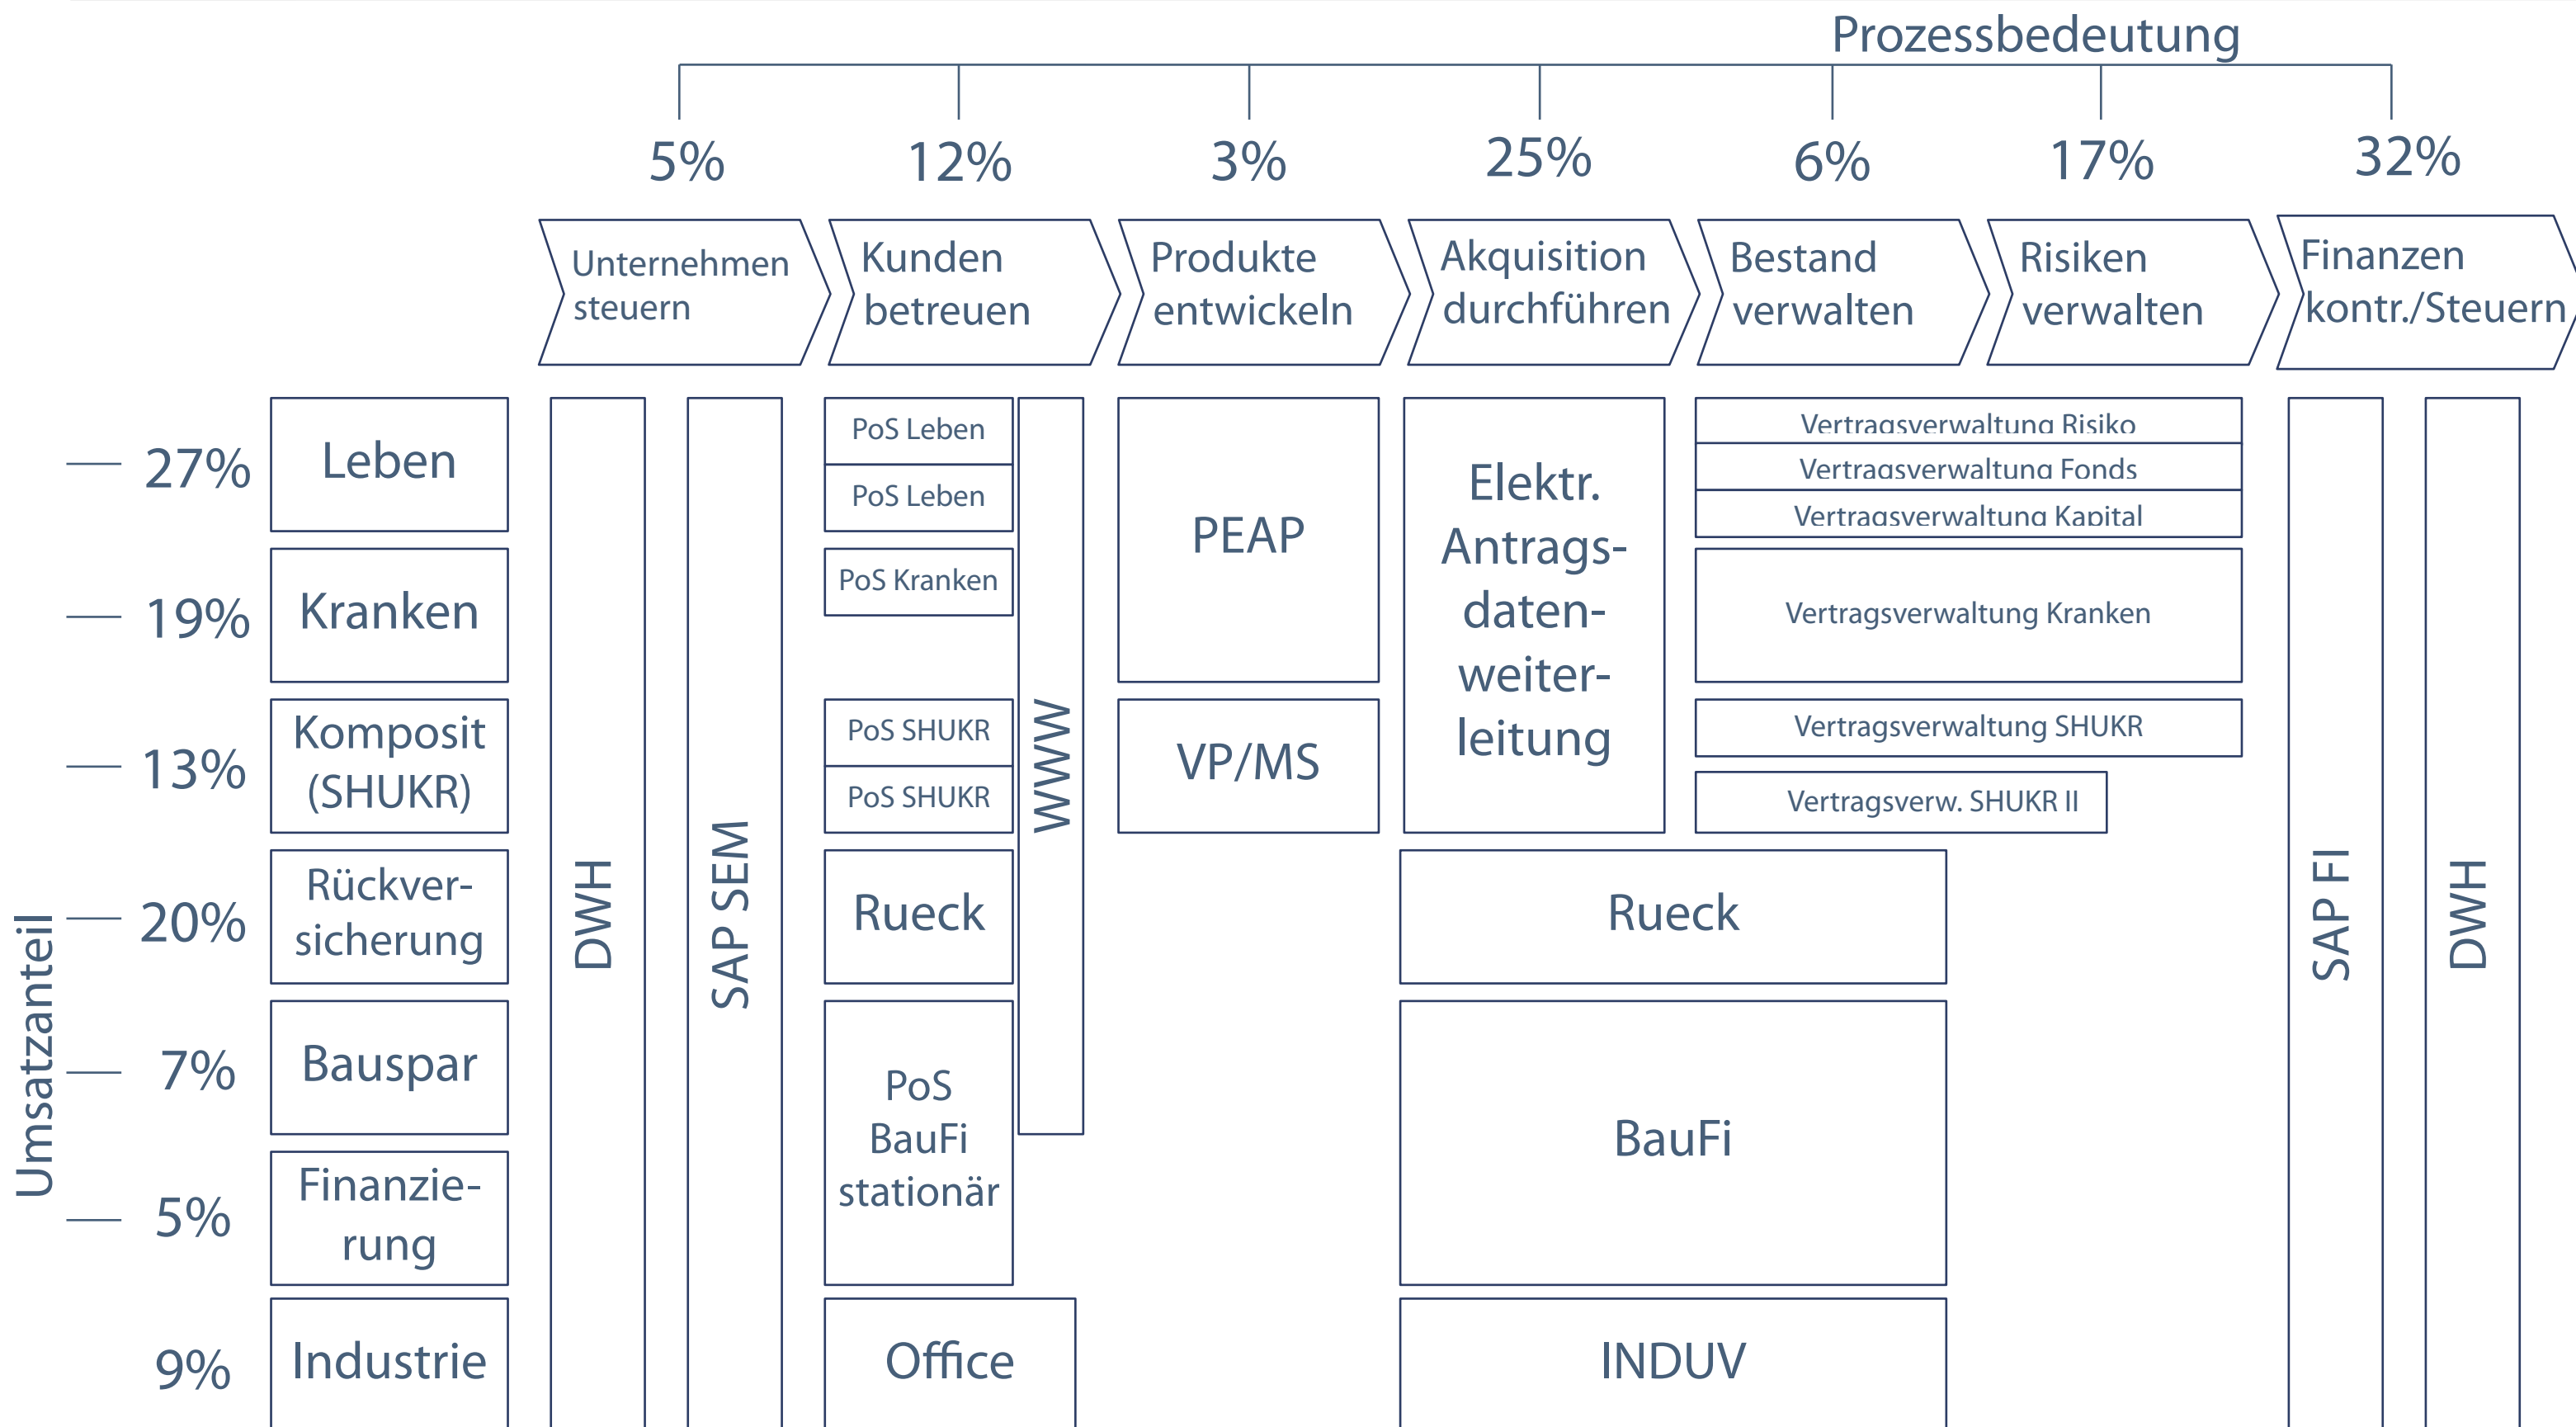 Prozessbedeutung
5% 12% 3% 25% 6% 17% 32%
Unternehmen
steuern
Kunden
betreuen
Produkte
entwickeln
Akquisition
durchführen
Bestand
verwalten
Risiken
verwalten
Finanzen
kontr./Steuern
Umsatzanteil
27%
Leben
19%
Kranken
13%
Komposit
(SHUKR)
20%
Rückver-
sicherung
7%
Bauspar
5%
Finanzie-
rung
9%
Industrie
DWH
SAP SEM
PoS Leben
PoS Leben
PoS Kranken
PoS SHUKR
PoS SHUKR
Rueck
PoS
BauFi
stationär
Office
WWW
PEAP
VP/MS
Elektr.
Antrags-
daten-
weiter-
leitung
Vertragsverwaltung Risiko
Vertragsverwaltung Fonds
Vertragsverwaltung Kapital
Vertragsverwaltung Kranken
Vertragsverwaltung SHUKR
Vertragsverw. SHUKR II
Rueck
BauFi
INDUV
SAP FI
DWH